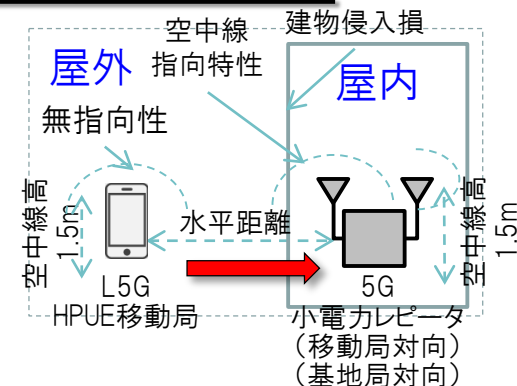 空中線
指向特性
建物侵入損
屋外
屋内
無指向性
空中線高
1.5m
水平距離
空中線高
1.5m
L5G
HPUE移動局
5G
小電力レピータ
（移動局対向）
（基地局対向）